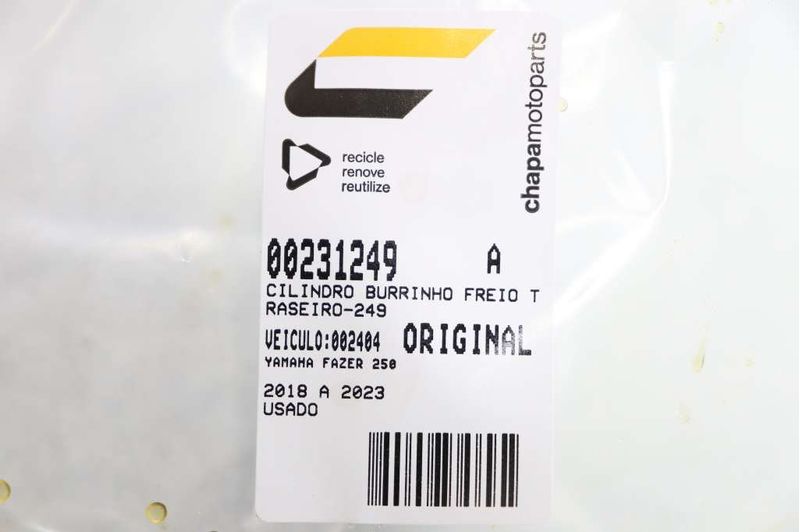 chapamotoparts
recicle
renove
reutilize
00231249 A
CILINDRO BURRINHO FREIO T
RASEIRO-249
VEICULO:002404 ORIGINAL
YAMAHA FAZER 250
2018 A 2023
USADO